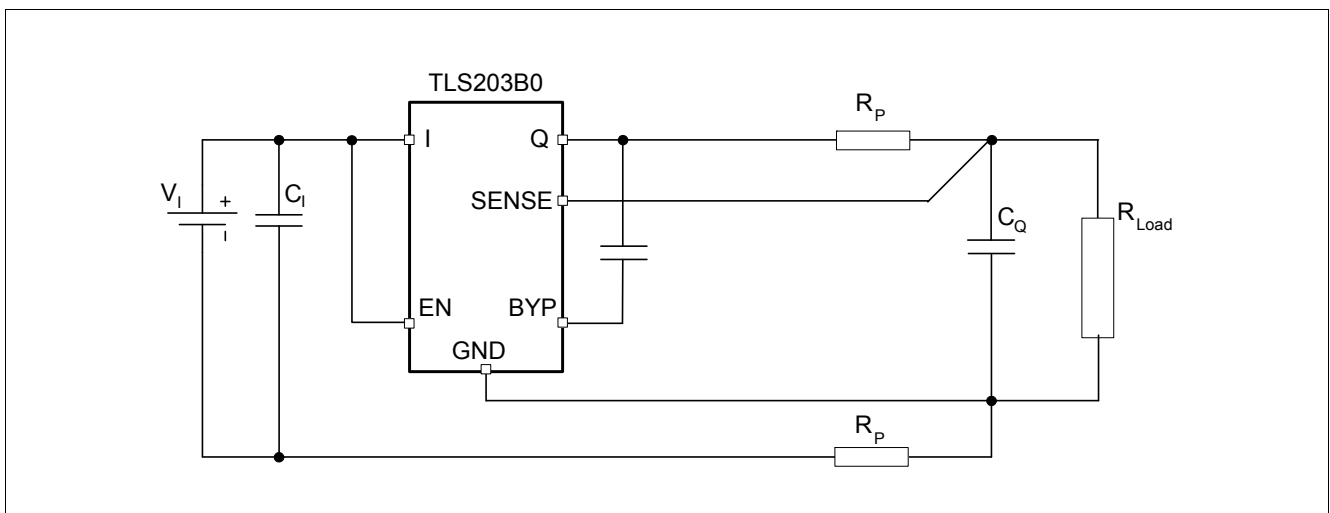 TLS203B0
R_P
I
Q
V_I
+
C_I
SENSE
C_Q
R_Load
EN
BYP
GND
R_P